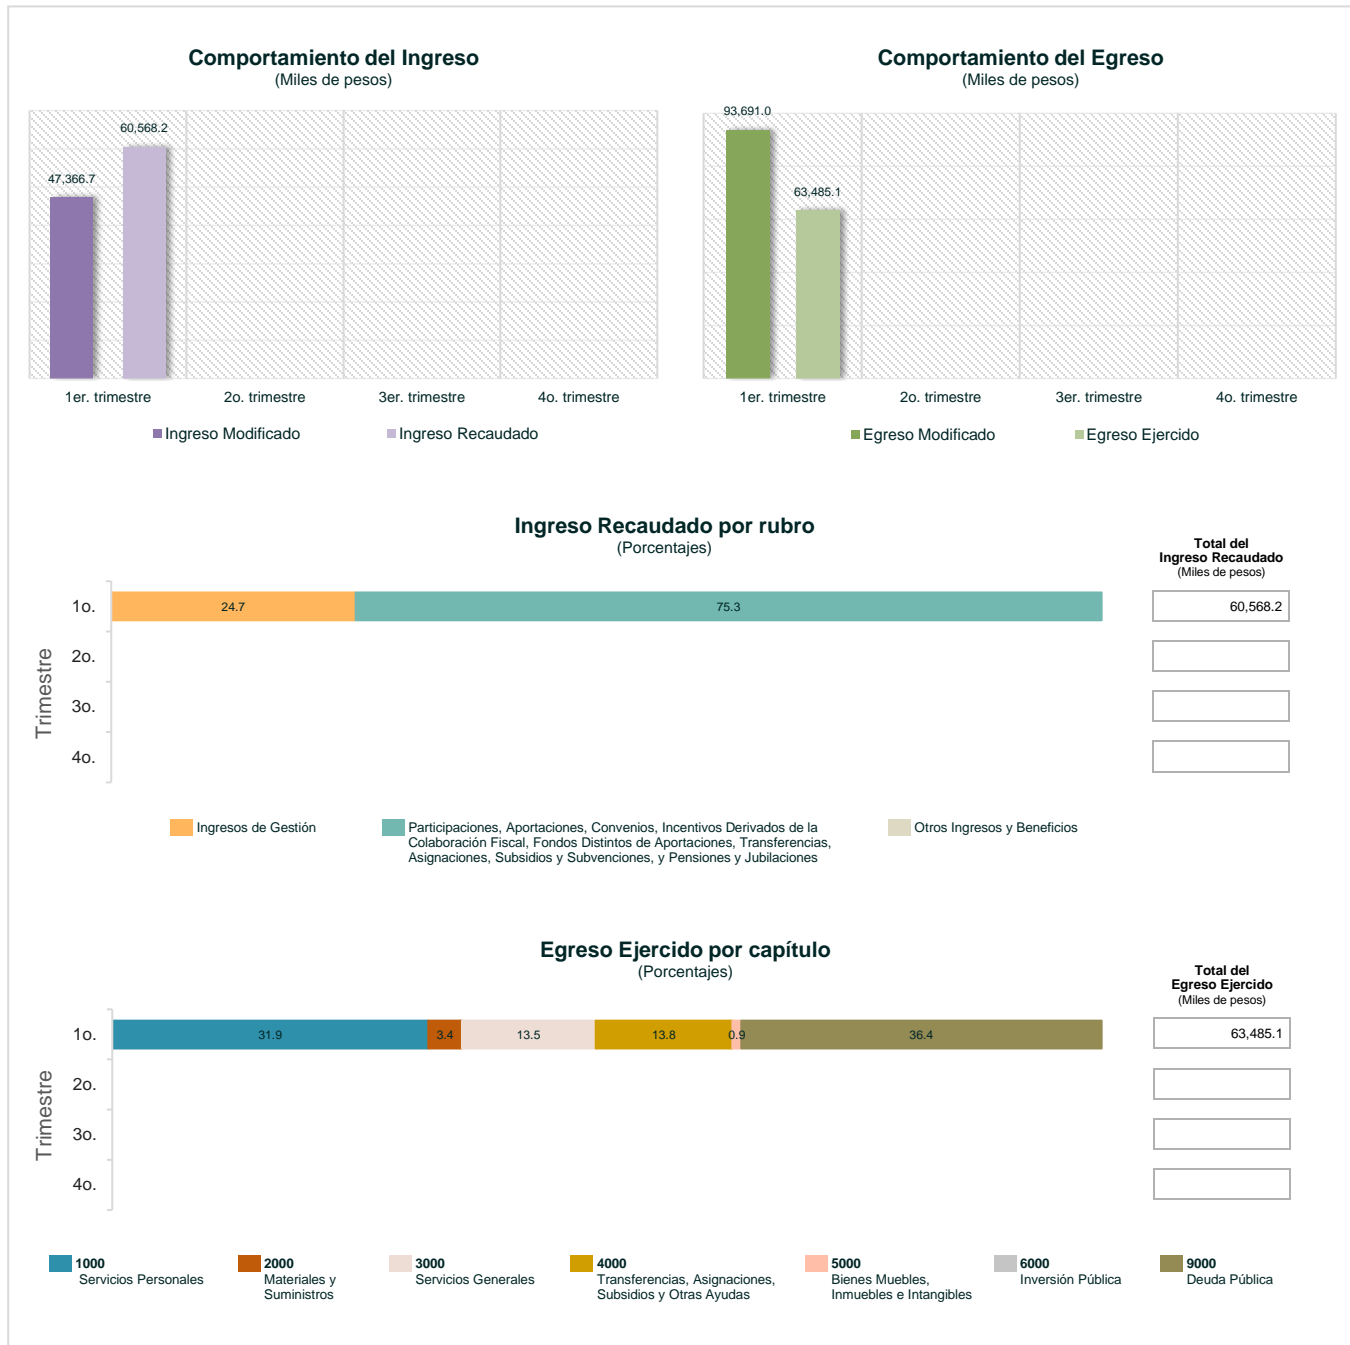 Comportamiento del Ingreso
(Miles de pesos)
60,568.2
47,366.7
1er. trimestre 2o. trimestre 3er. trimestre 4o. trimestre
Ingreso Modificado Ingreso Recaudado
Comportamiento del Egreso
(Miles de pesos)
93,691.0
63,485.1
1er. trimestre 2o. trimestre 3er. trimestre 4o. trimestre
Egreso Modificado Egreso Ejercido
Ingreso Recaudado por rubro
(Porcentajes)
Total del
Ingreso Recaudado
(Miles de pesos)
Trimestre
1o. 24.7 75.3 60,568.2
2o.
3o.
4o.
Ingresos de Gestión
Participaciones, Aportaciones, Convenios, Incentivos Derivados de la
Colaboración Fiscal, Fondos Distintos de Aportaciones, Transferencias,
Asignaciones, Subsidios y Subvenciones, y Pensiones y Jubilaciones
Otros Ingresos y Beneficios
Egreso Ejercido por capítulo
(Porcentajes)
Total del
Egreso Ejercido
(Miles de pesos)
Trimestre
1o. 31.9 3.4 13.5 13.8 0.9 36.4 63,485.1
2o.
3o.
4o.
1000
Servicios Personales
2000
Materiales y
Suministros
3000
Servicios Generales
4000
Transferencias, Asignaciones,
Subsidios y Otras Ayudas
5000
Bienes Muebles,
Inmuebles e Intangibles
6000
Inversión Pública
9000
Deuda Pública